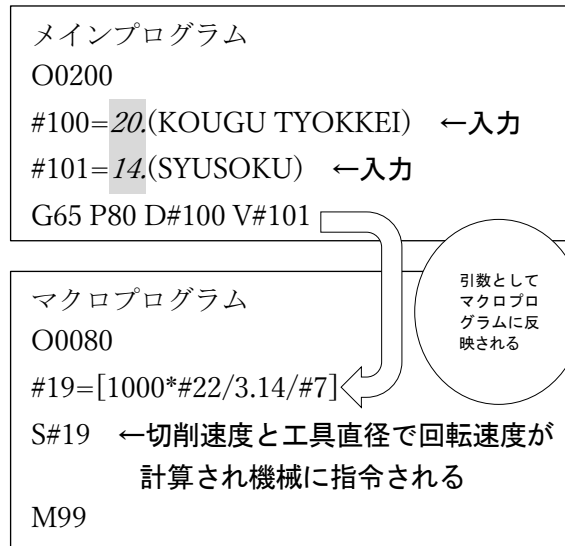 メインプログラム
O0200
#100=20.(KOUGU TYOKKEI) ←入力
#101=14.(SYUSOKU) ←入力
G65 P80 D#100 V#101
引数として
マクロプロ
グラムに反
映される
マクロプログラム
O0080
#19=[1000*#22/3.14/#7]
S#19 ←切削速度と工具直径で回転速度が
計算され機械に指令される
M99